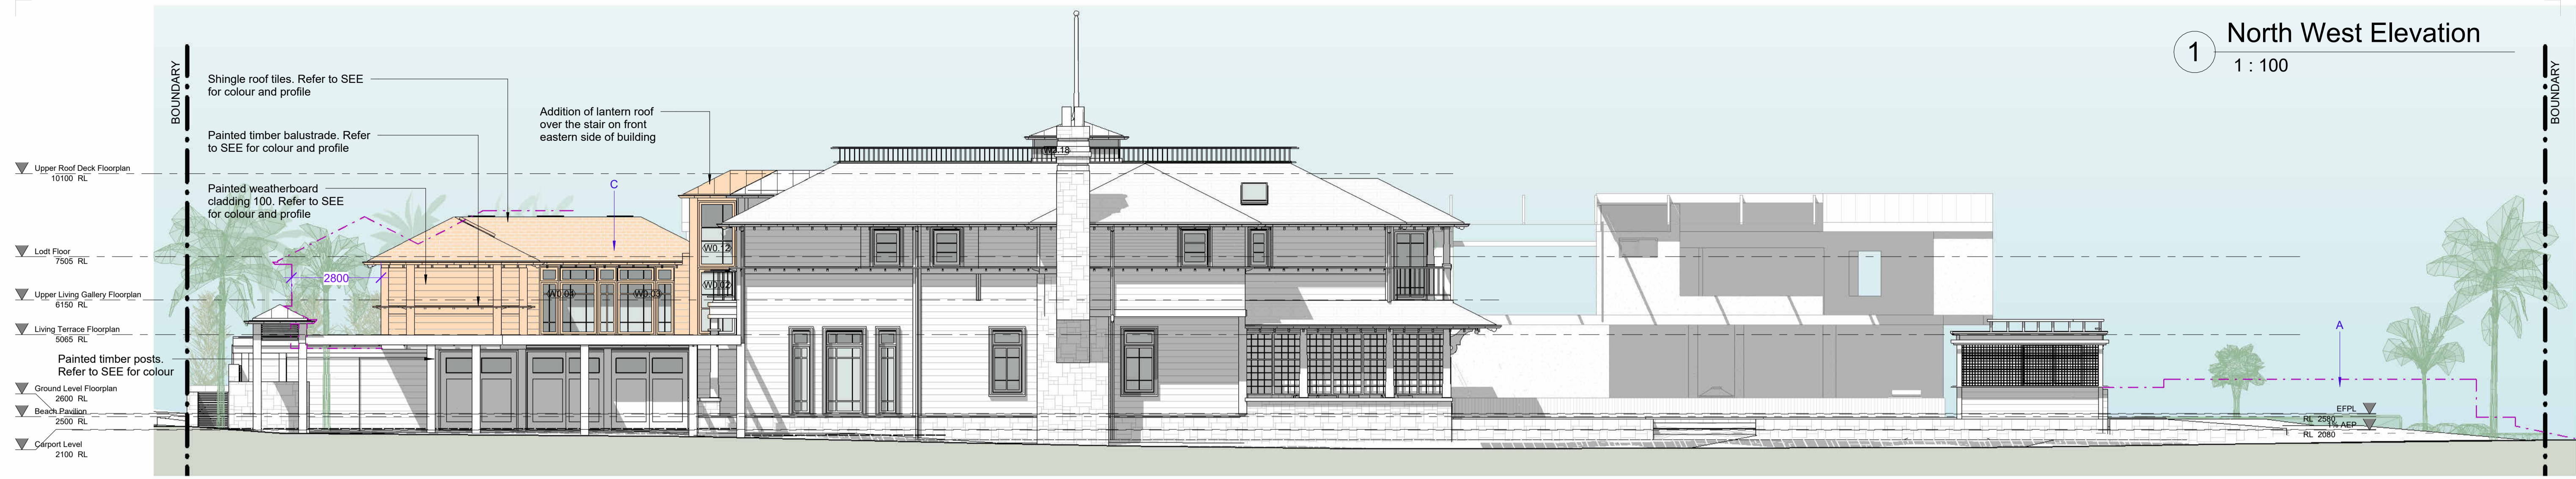 1
North West Elevation
1 : 100
BOUNDARY
BOUNDARY
Shingle roof tiles. Refer to SEE
for colour and profile
Addition of lantern roof
over the stair on front
eastern side of building
Painted timber balustrade. Refer
to SEE for colour and profile
W0.18
Upper Roof Deck Floorplan
10100 RL
Painted weatherboard
cladding 100. Refer to SEE
for colour and profile
C
W0.12
Lodt Floor
7505 RL
2800
W0.02
W0.04
W0.03
Upper Living Gallery Floorplan
6150 RL
Living Terrace Floorplan
5065 RL
A
Painted timber posts.
Refer to SEE for colour
Ground Level Floorplan
2600 RL
Beach Pavilion
2500 RL
EFPL
RL 2580
1% AEP
RL 2080
Carport Level
2100 RL